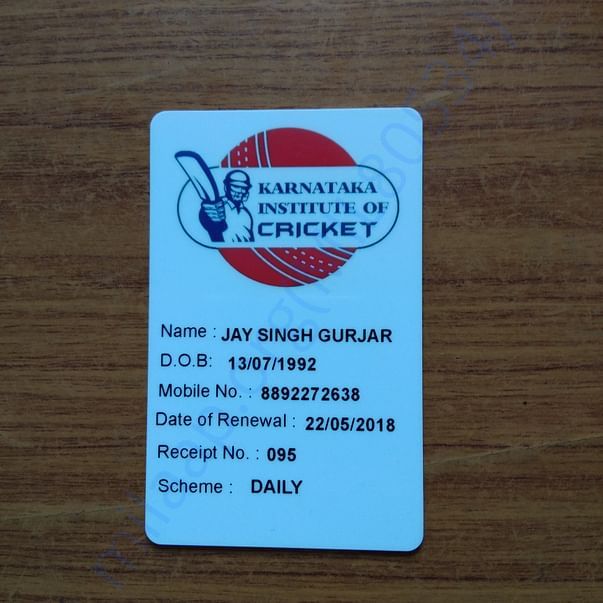 KARNATAKA
INSTITUTE OF
CRICKET
Name : JAY SINGH GURJAR
D.O.B: 13/07/1992
Mobile No. : 8892272638
Date of Renewal : 22/05/2018
Receipt No. : 095
Scheme : DAILY